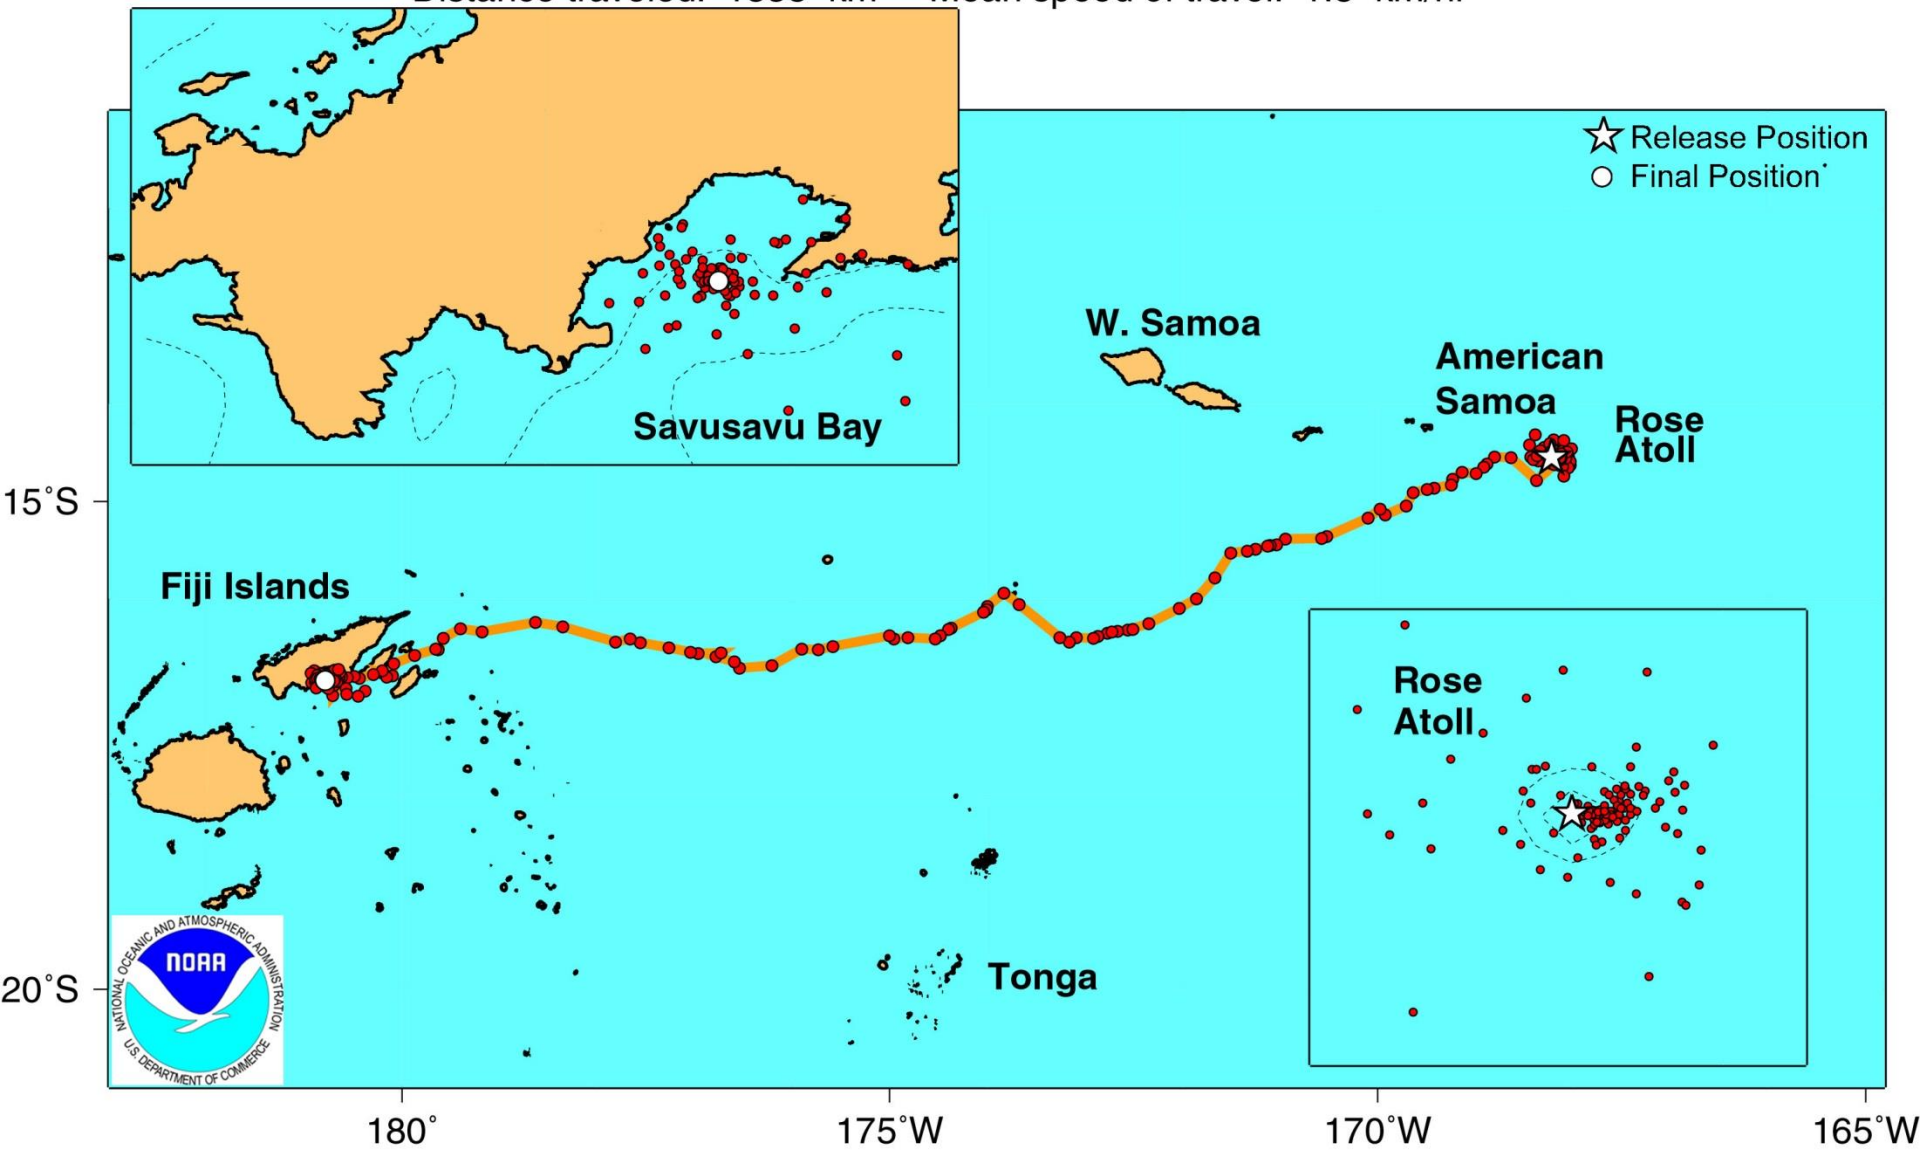 Release Position
Final Position
W. Samoa
American
Samoa
Rose
Atoll
Savusavu Bay
15°S
Fiji Islands
Rose
Atoll
NOAA
NATIONAL OCEANIC AND ATMOSPHERIC ADMINISTRATION
U.S. DEPARTMENT OF COMMERCE
20°S
Tonga
180°
175°W
170°W
165°W